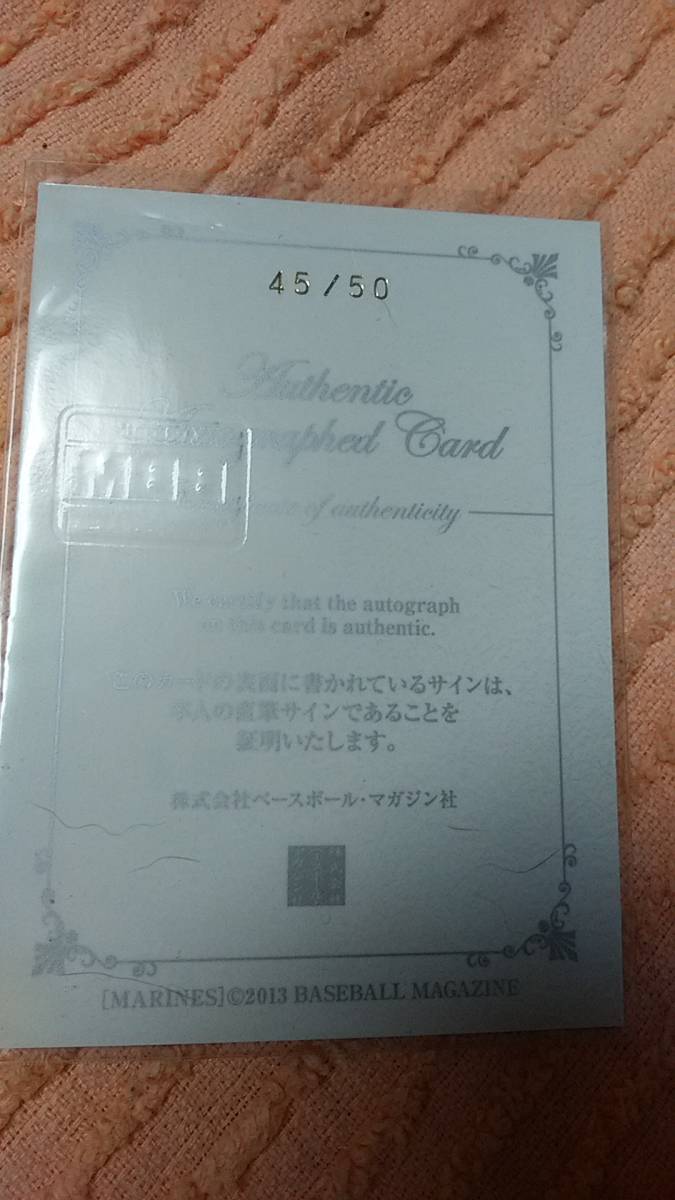 45/50
Authentic
Autographed Card
BBM
of authenticity
We certify that the autograph
on this card is authentic.
このカードの表面に書かれているサインは、
本人の直筆サインであることを
証明いたします。
株式会社ベースボール・マガジン社
[MARINES]©2013 BASEBALL MAGAZINE